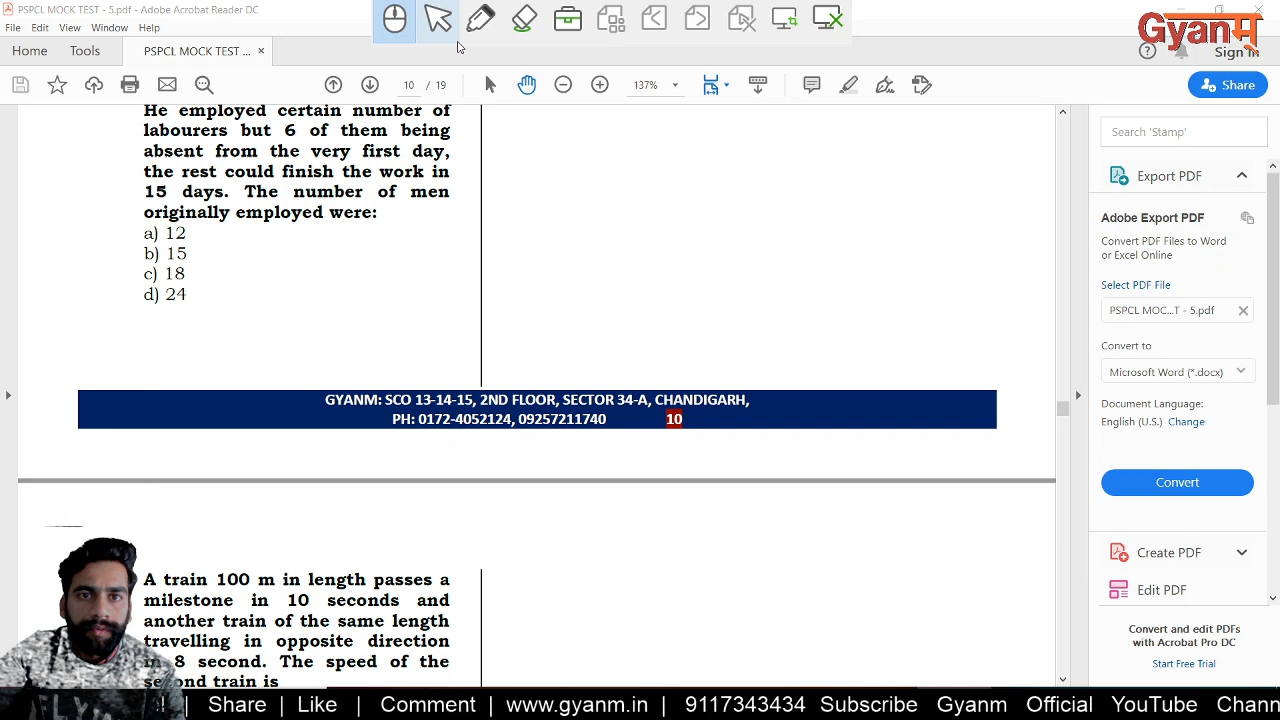 PSPCL MOCK TEST - 5.pdf - Adobe Acrobat Reader DC
File Edit View Window Help
Gyanम्
Home Tools PSPCL MOCK TEST ... × Sign In
10 / 19 137% Share
He employed certain number of
labourers but 6 of them being
absent from the very first day,
the rest could finish the work in
15 days. The number of men
originally employed were:
a) 12
b) 15
c) 18
d) 24
GYANM: SCO 13-14-15, 2ND FLOOR, SECTOR 34-A, CHANDIGARH,
PH: 0172-4052124, 09257211740 10
A train 100 m in length passes a
milestone in 10 seconds and
another train of the same length
travelling in opposite direction
8 second. The speed of the
train is
Search 'Stamp'
Export PDF
Adobe Export PDF
Convert PDF Files to Word
or Excel Online
Select PDF File
PSPCL MOC...T - 5.pdf
Convert to
Microsoft Word (*.docx)
Document Language:
English (U.S.) Change
Convert
Create PDF
Edit PDF
Convert and edit PDFs
with Acrobat Pro DC
Start Free Trial
| Share | Like | Comment | www.gyanm.in | 9117343434 Subscribe Gyanm Official YouTube Chann